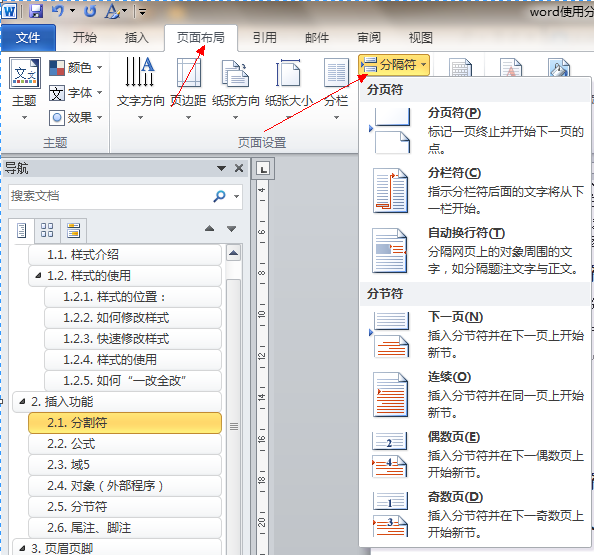 word使用分
文件 开始 插入 页面布局 引用 邮件 审阅 视图
主题 颜色 字体 效果 文字方向 页边距 纸张方向 纸张大小 分栏 分隔符
主题 页面设置
导航
搜索文档
1.1. 样式介绍
1.2. 样式的使用
1.2.1. 样式的位置：
1.2.2. 如何修改样式
1.2.3. 快速修改样式
1.2.4. 样式的使用
1.2.5. 如何“一改全改”
2. 插入功能
2.1. 分割符
2.2. 公式
2.3. 域5
2.4. 对象（外部程序）
2.5. 分节符
2.6. 尾注、脚注
3. 页眉页脚
L
4
2
2
4
6
8
10
12
14
16
18
20
分页符
分页符(P)
标记一页终止并开始下一页的
点。
分栏符(C)
指示分栏符后面的文字将从下
一栏开始。
自动换行符(T)
分隔网页上的对象周围的文
字，如分隔题注文字与正文。
分节符
下一页(N)
插入分节符并在下一页上开始
新节。
连续(O)
插入分节符并在同一页上开始
新节。
偶数页(E)
插入分节符并在下一偶数页上
开始新节。
2
4
奇数页(D)
插入分节符并在下一奇数页上
开始新节。
1
3